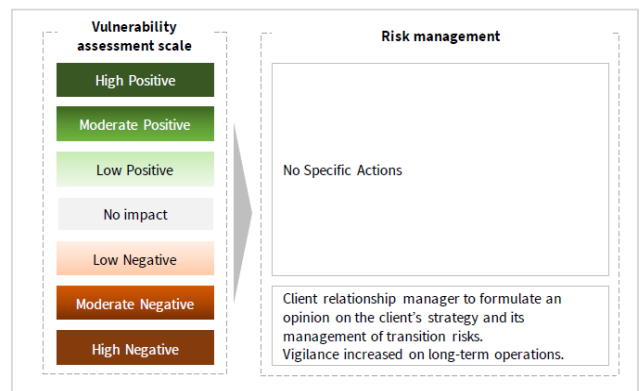 Vulnerability
assessment scale
High Positive
Moderate Positive
Low Positive
No impact
Low Negative
Moderate Negative
High Negative
Risk management
No Specific Actions
Client relationship manager to formulate an
opinion on the client's strategy and its
management of transition risks.
Vigilance increased on long-term operations.